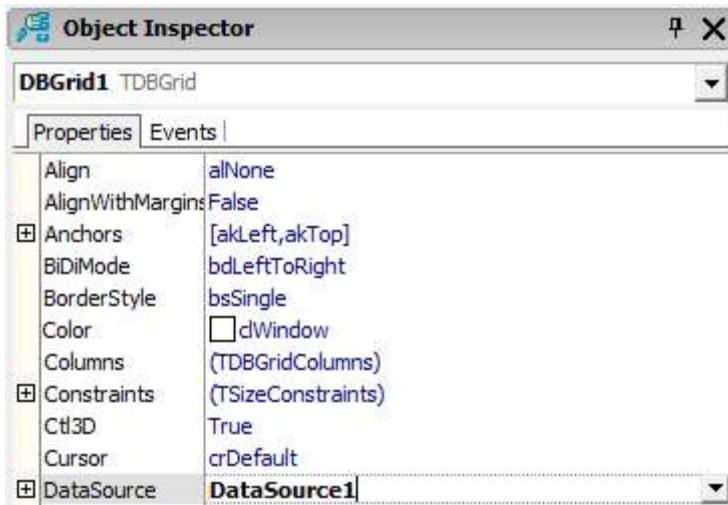 Object Inspector
DBGrid1 TDBGrid
Properties Events
Align alNone
AlignWithMargins False
Anchors [akLeft,akTop]
BiDiMode bdLeftToRight
BorderStyle bsSingle
Color clWindow
Columns (TDBGridColumns)
Constraints (TSizeConstraints)
Ctl3D True
Cursor crDefault
DataSource DataSource1